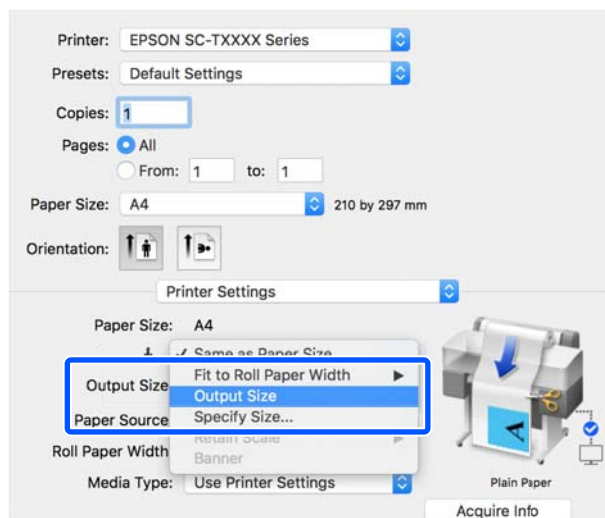 Printer: EPSON SC-TXXXX Series
Presets: Default Settings
Copies: 1
Pages: All
From: 1 to: 1
Paper Size: A4 210 by 297 mm
Orientation:
Printer Settings
Paper Size: A4
Same as Paper Size
Fit to Roll Paper Width
Output Size Output Size
Paper Source Specify Size...
Retain Scale
Roll Paper Width Banner
Media Type: Use Printer Settings
Plain Paper
Acquire Info